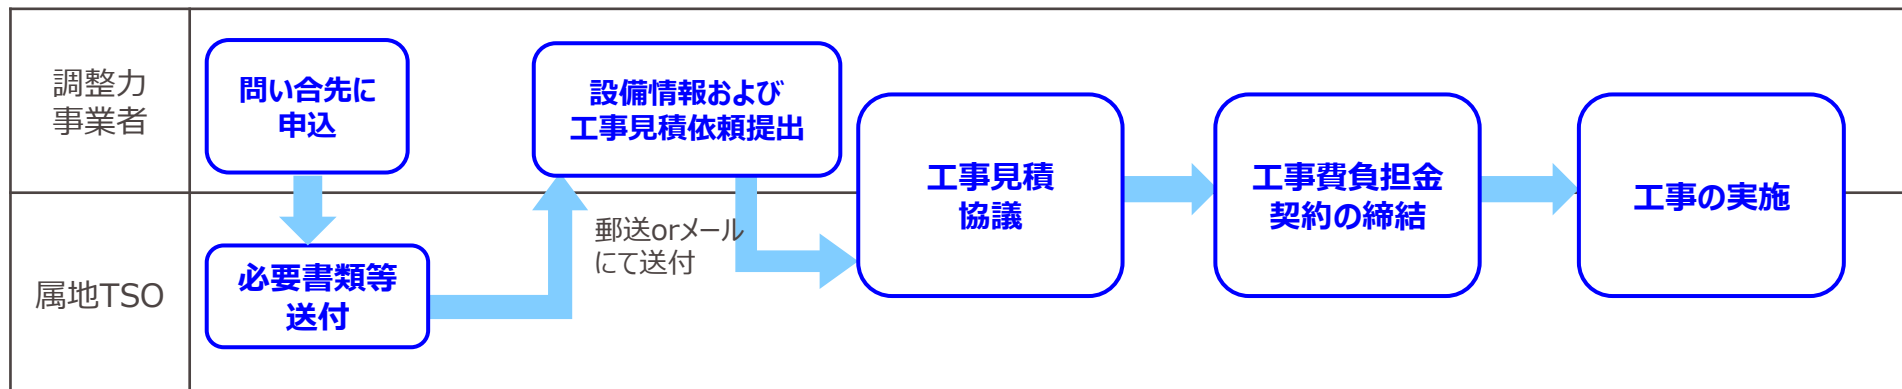 調整力
事業者
問い合先に
申込
設備情報および
工事見積依頼提出
工事見積
協議
工事費負担金
契約の締結
工事の実施
郵送orメール
にて送付
属地TSO
必要書類等
送付